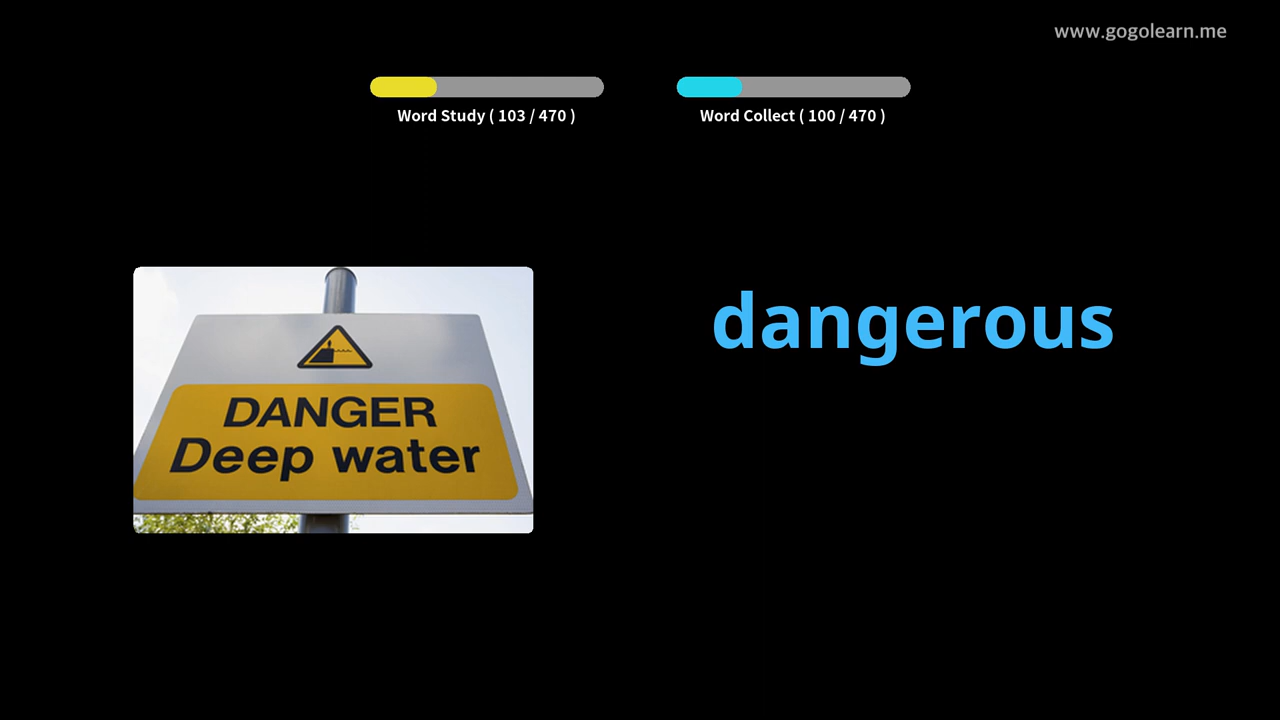 www.gogolearn.me
Word Study ( 103 / 470 )
Word Collect ( 100 / 470 )
DANGER
Deep water
dangerous